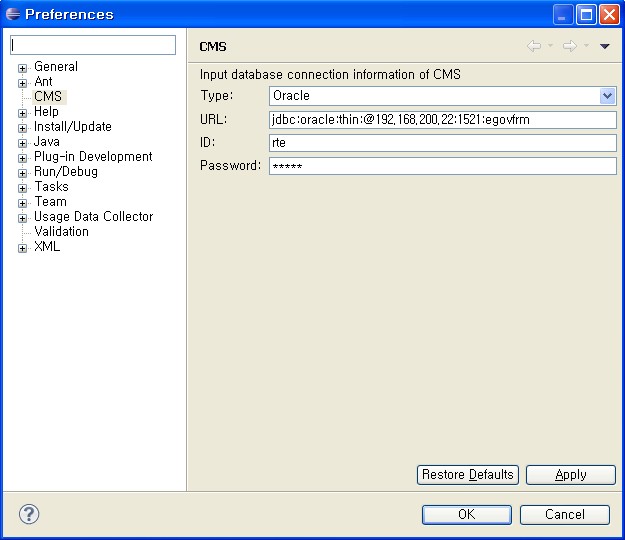 Preferences
General
Ant
CMS
Help
Install/Update
Java
Plug-in Development
Run/Debug
Tasks
Team
Usage Data Collector
Validation
XML
CMS
Input database connection information of CMS
Type: Oracle
URL: jdbc:oracle:thin:@192.168.200.22:1521:egovfrm
ID: rte
Password: *****
Restore Defaults Apply
? OK Cancel